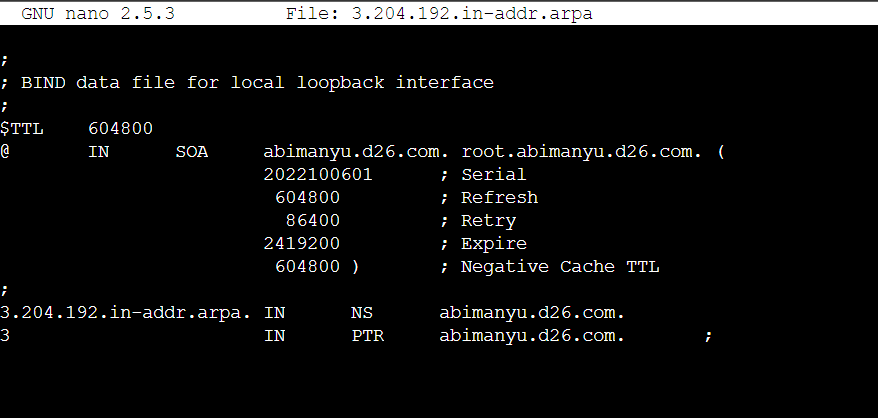 GNU nano 2.5.3 File: 3.204.192.in-addr.arpa
;
; BIND data file for local loopback interface
;
$TTL 604800
@ IN SOA abimanyu.d26.com. root.abimanyu.d26.com. (
2022100601 ; Serial
604800 ; Refresh
86400 ; Retry
2419200 ; Expire
604800 ) ; Negative Cache TTL
;
3.204.192.in-addr.arpa. IN NS abimanyu.d26.com.
3 IN PTR abimanyu.d26.com. ;